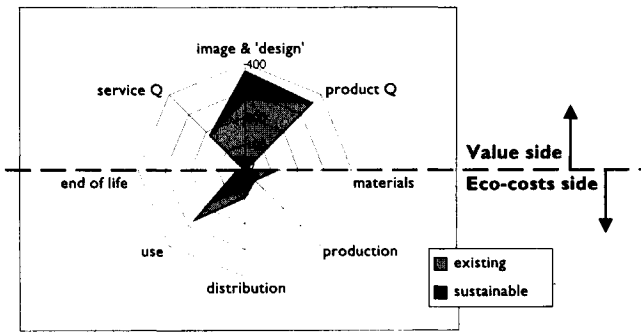 image & 'design'
400
service Q
product Q
Value side
end of life
materials
Eco-costs side
use
production
distribution
existing
sustainable